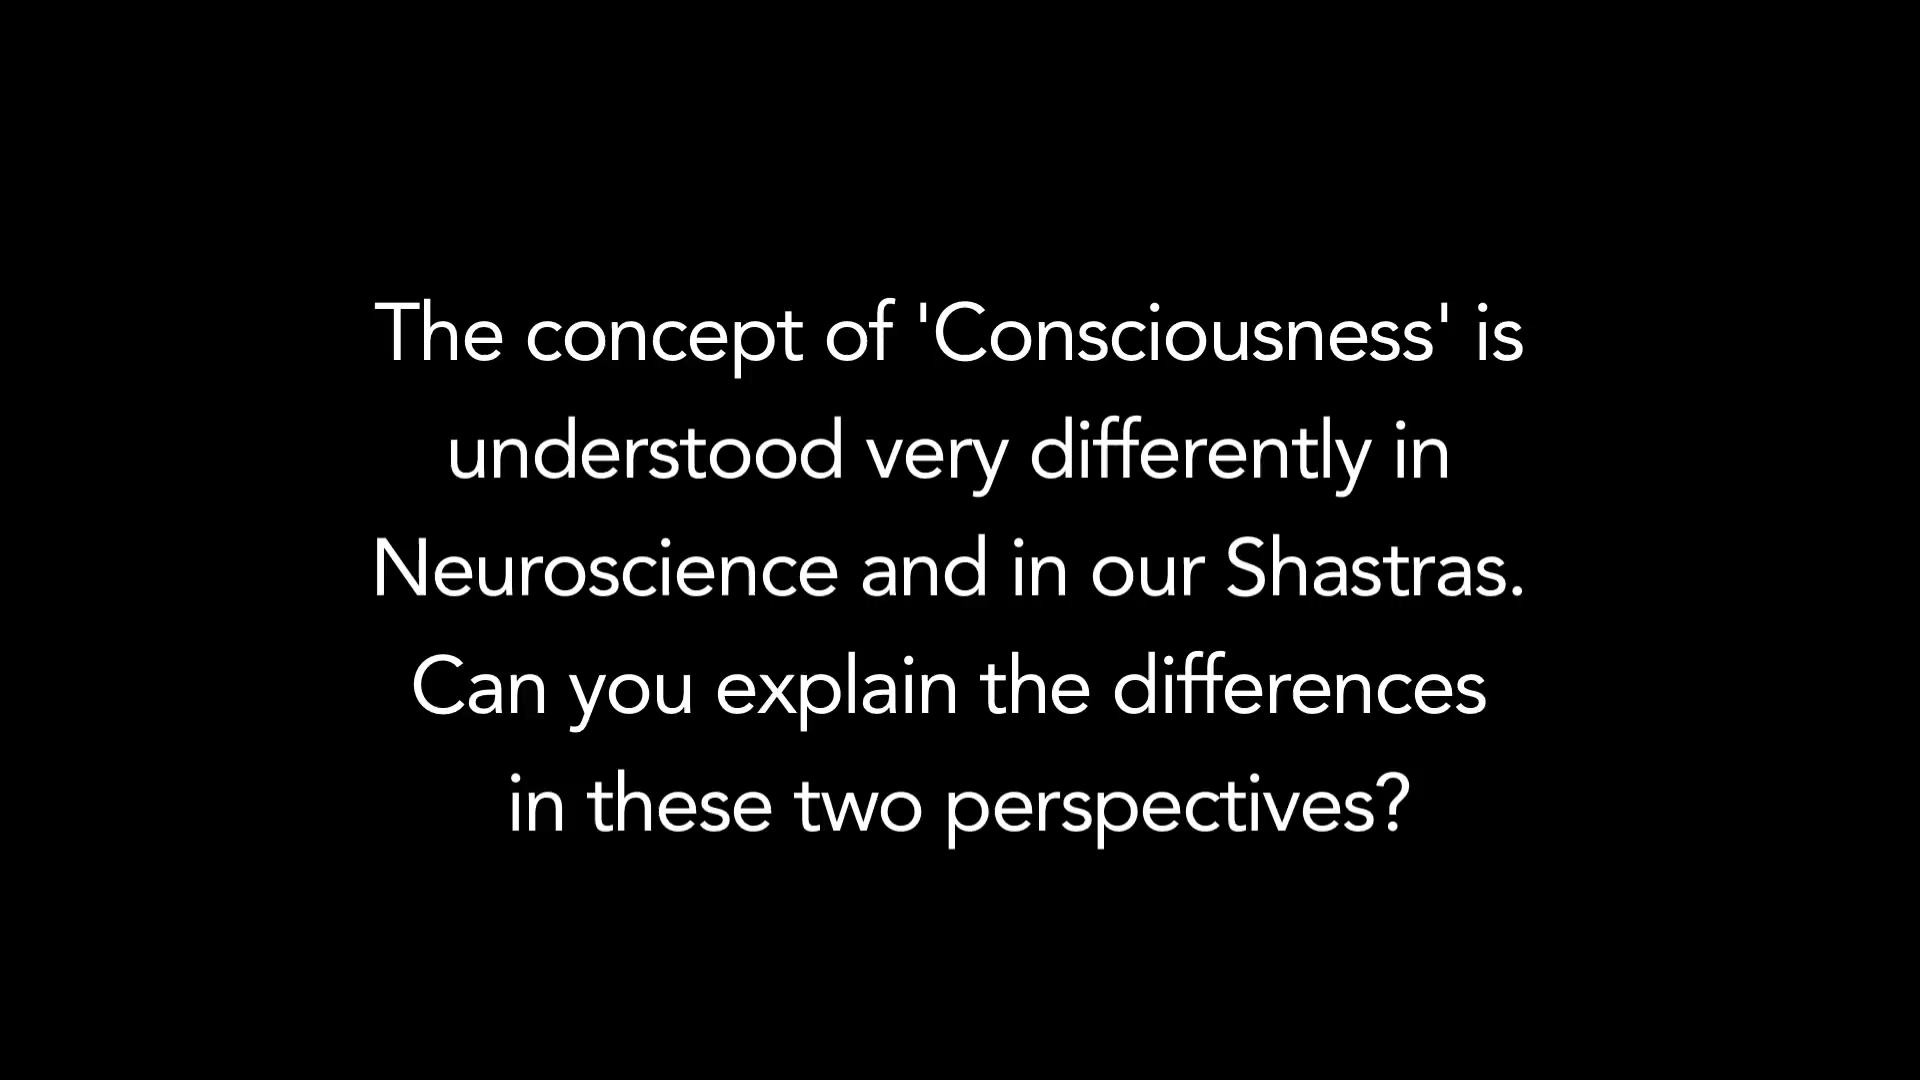 The concept of 'Consciousness' is
understood very differently in
Neuroscience and in our Shastras.
Can you explain the differences
in these two perspectives?